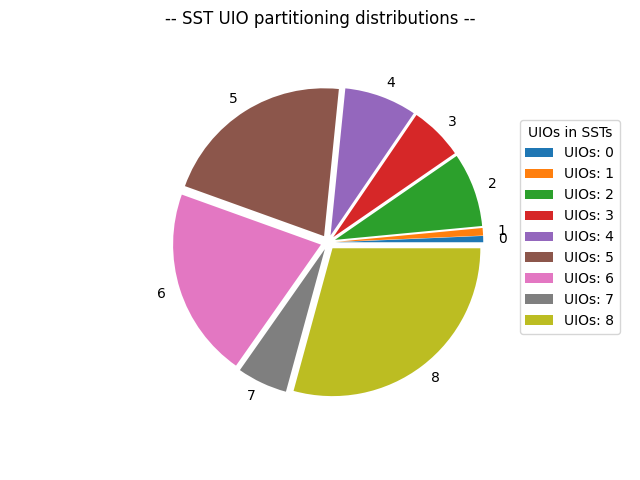 -- SST UIO partitioning distributions --
4
5
3
2
1
0
6
7
8
UIOs in SSTs
UIOs: 0
UIOs: 1
UIOs: 2
UIOs: 3
UIOs: 4
UIOs: 5
UIOs: 6
UIOs: 7
UIOs: 8